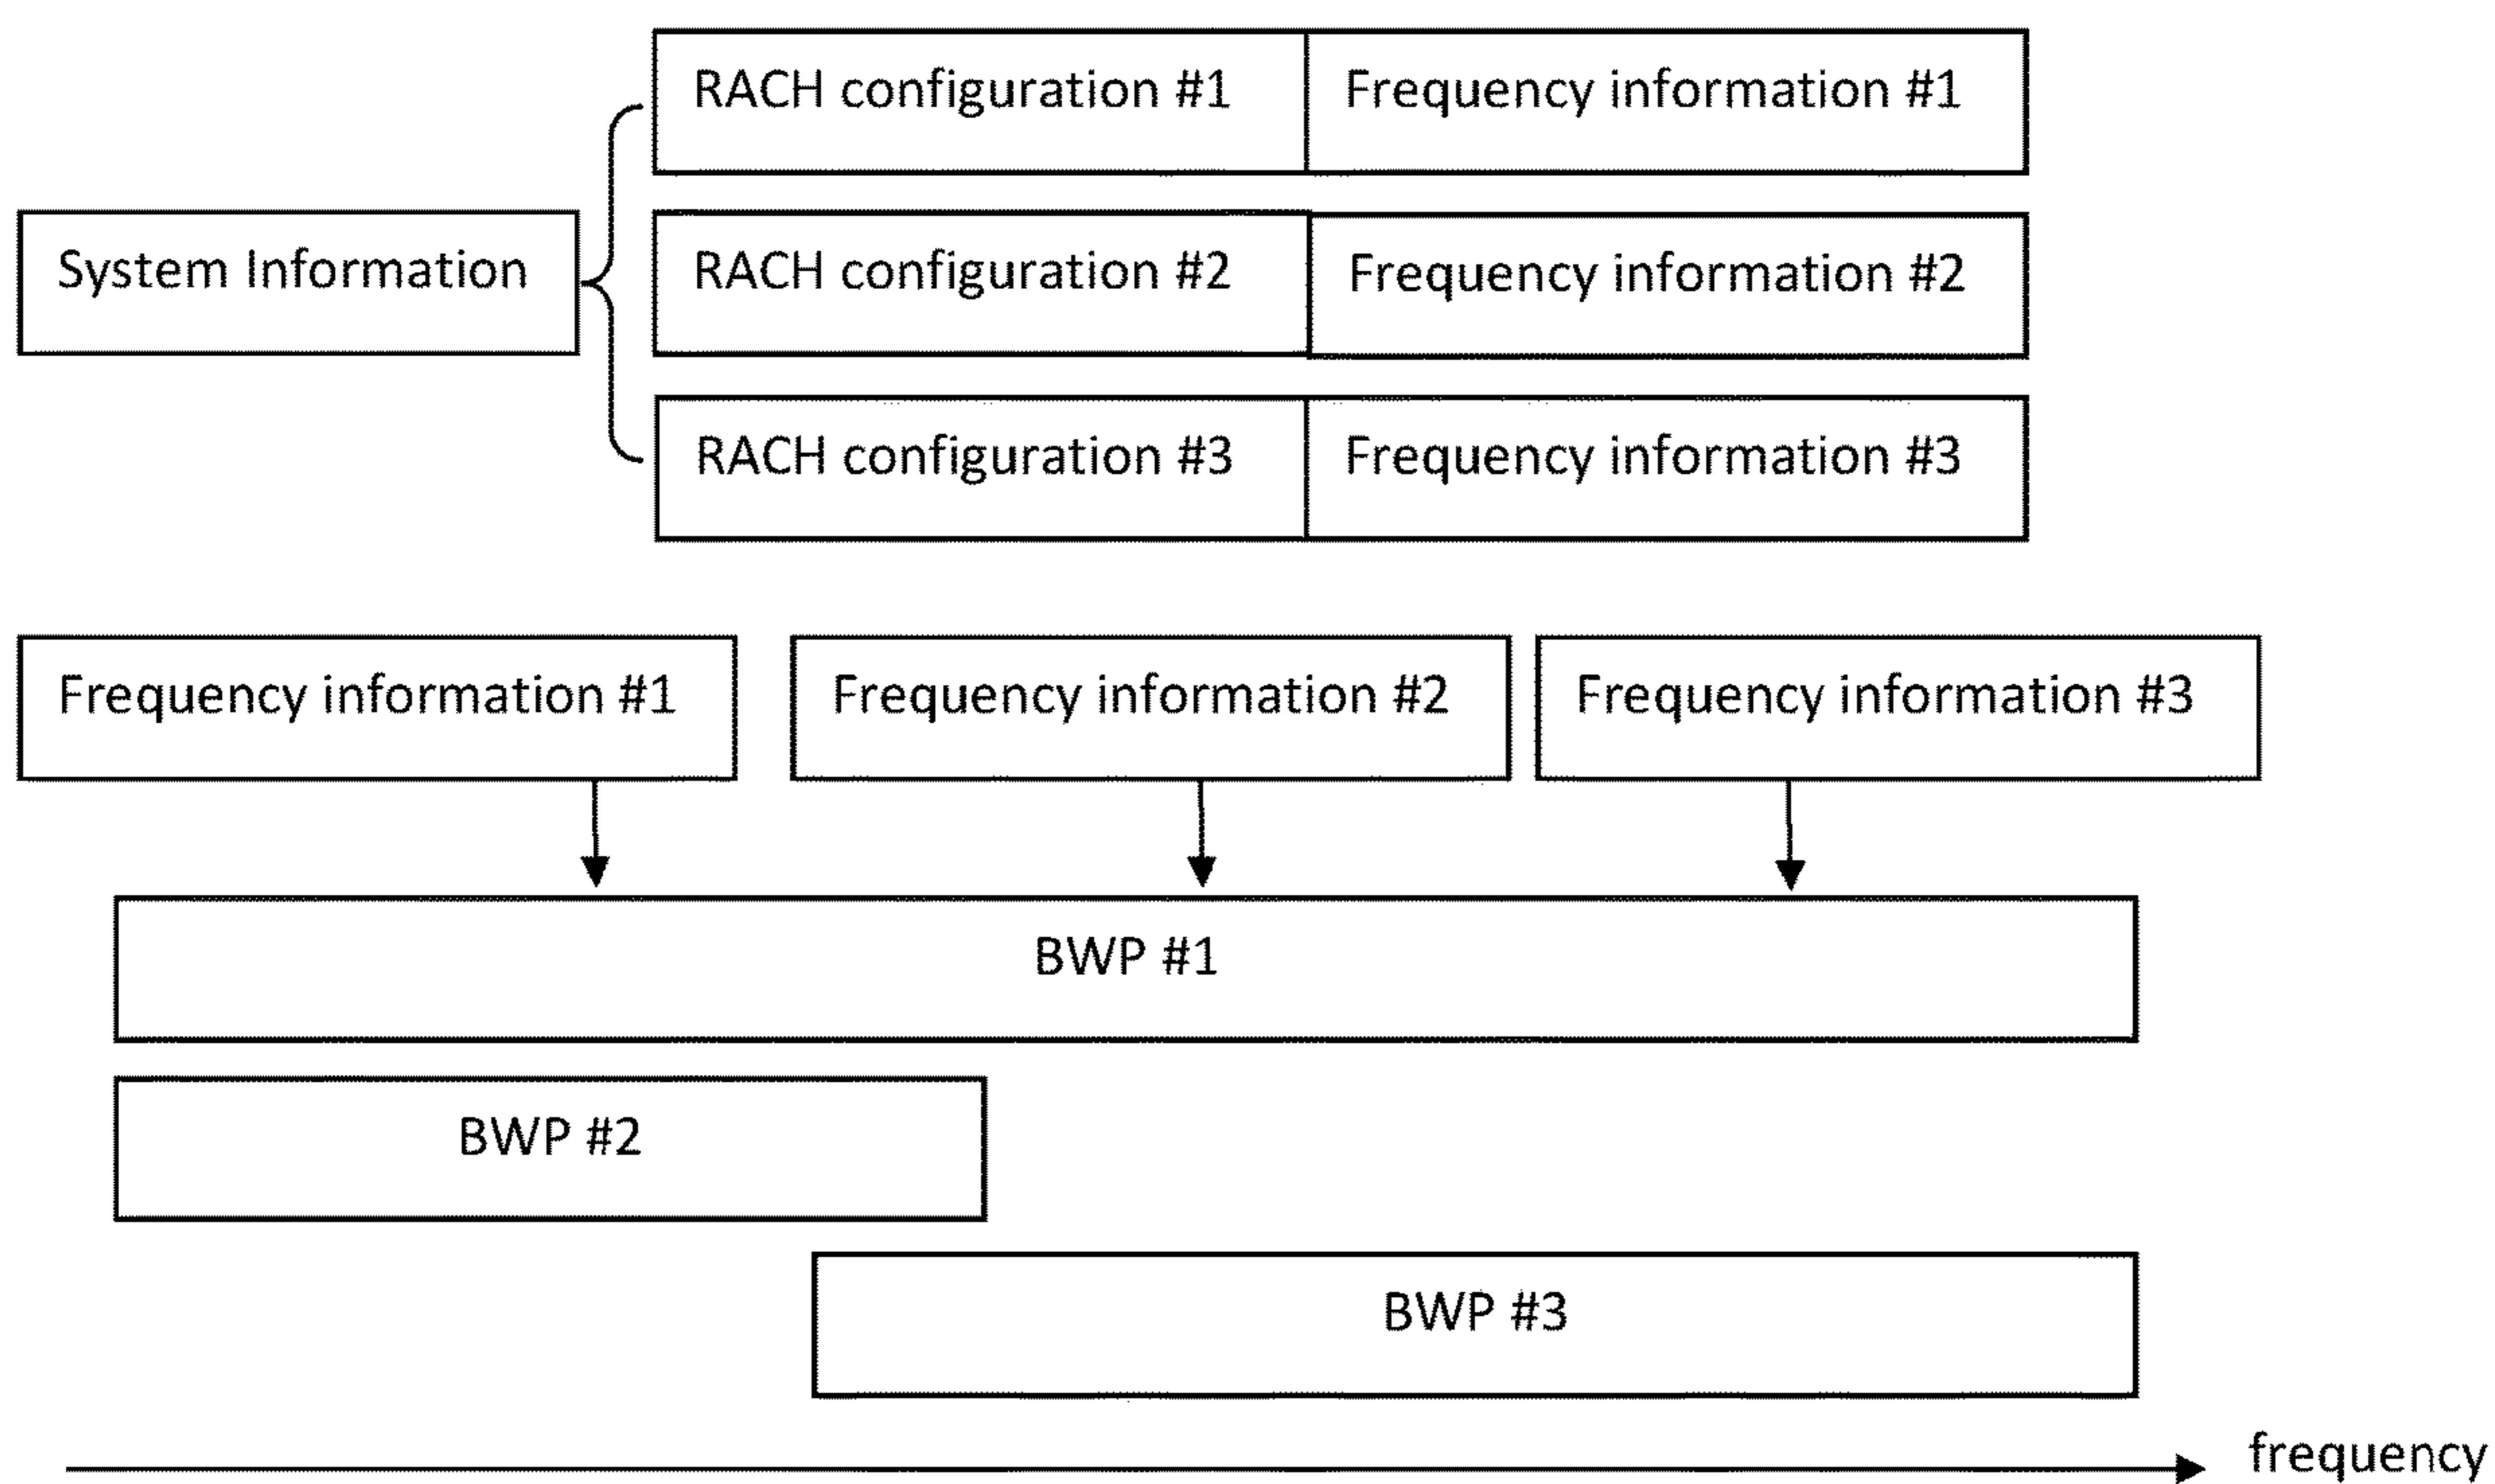 RACH configuration #1
Frequency information #1
System Information
RACH configuration #2
Frequency information #2
RACH configuration #3
Frequency information #3
Frequency information #1
Frequency information #2
Frequency information #3
BWP #1
BWP #2
BWP #3
frequency